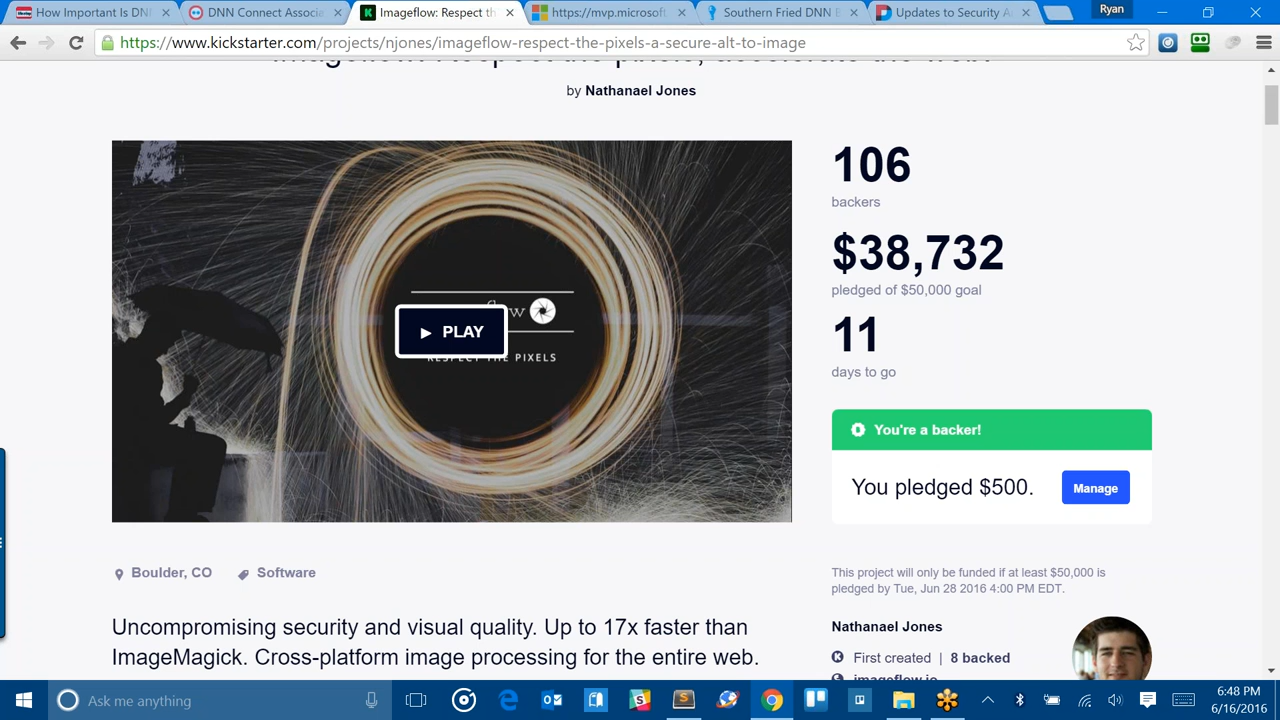 How Important Is DNN
DNN Connect Associa
Imageflow: Respect th
https://mvp.microsoft.
Southern Fried DNN B
Updates to Security A
Ryan
https://www.kickstarter.com/projects/njones/imageflow-respect-the-pixels-a-secure-alt-to-image
by Nathanael Jones
PLAY
RESPECT THE PIXELS
106
backers
$38,732
pledged of $50,000 goal
11
days to go
You're a backer!
You pledged $500.
Manage
Boulder, CO
Software
Uncompromising security and visual quality. Up to 17x faster than
ImageMagick. Cross-platform image processing for the entire web.
This project will only be funded if at least $50,000 is
pledged by Tue, Jun 28 2016 4:00 PM EDT.
Nathanael Jones
First created | 8 backed
imageflow.io
Ask me anything
6:48 PM
6/16/2016